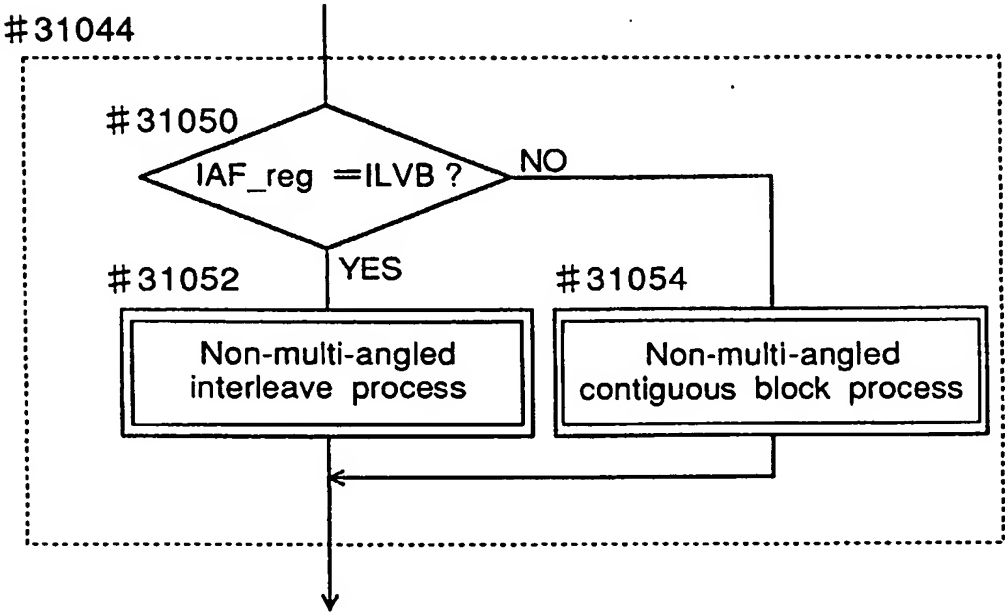 #31044
#31050
IAF_reg =ILVB ?
NO
YES
#31052
#31054
Non-multi-angled
interleave process
Non-multi-angled
contiguous block process